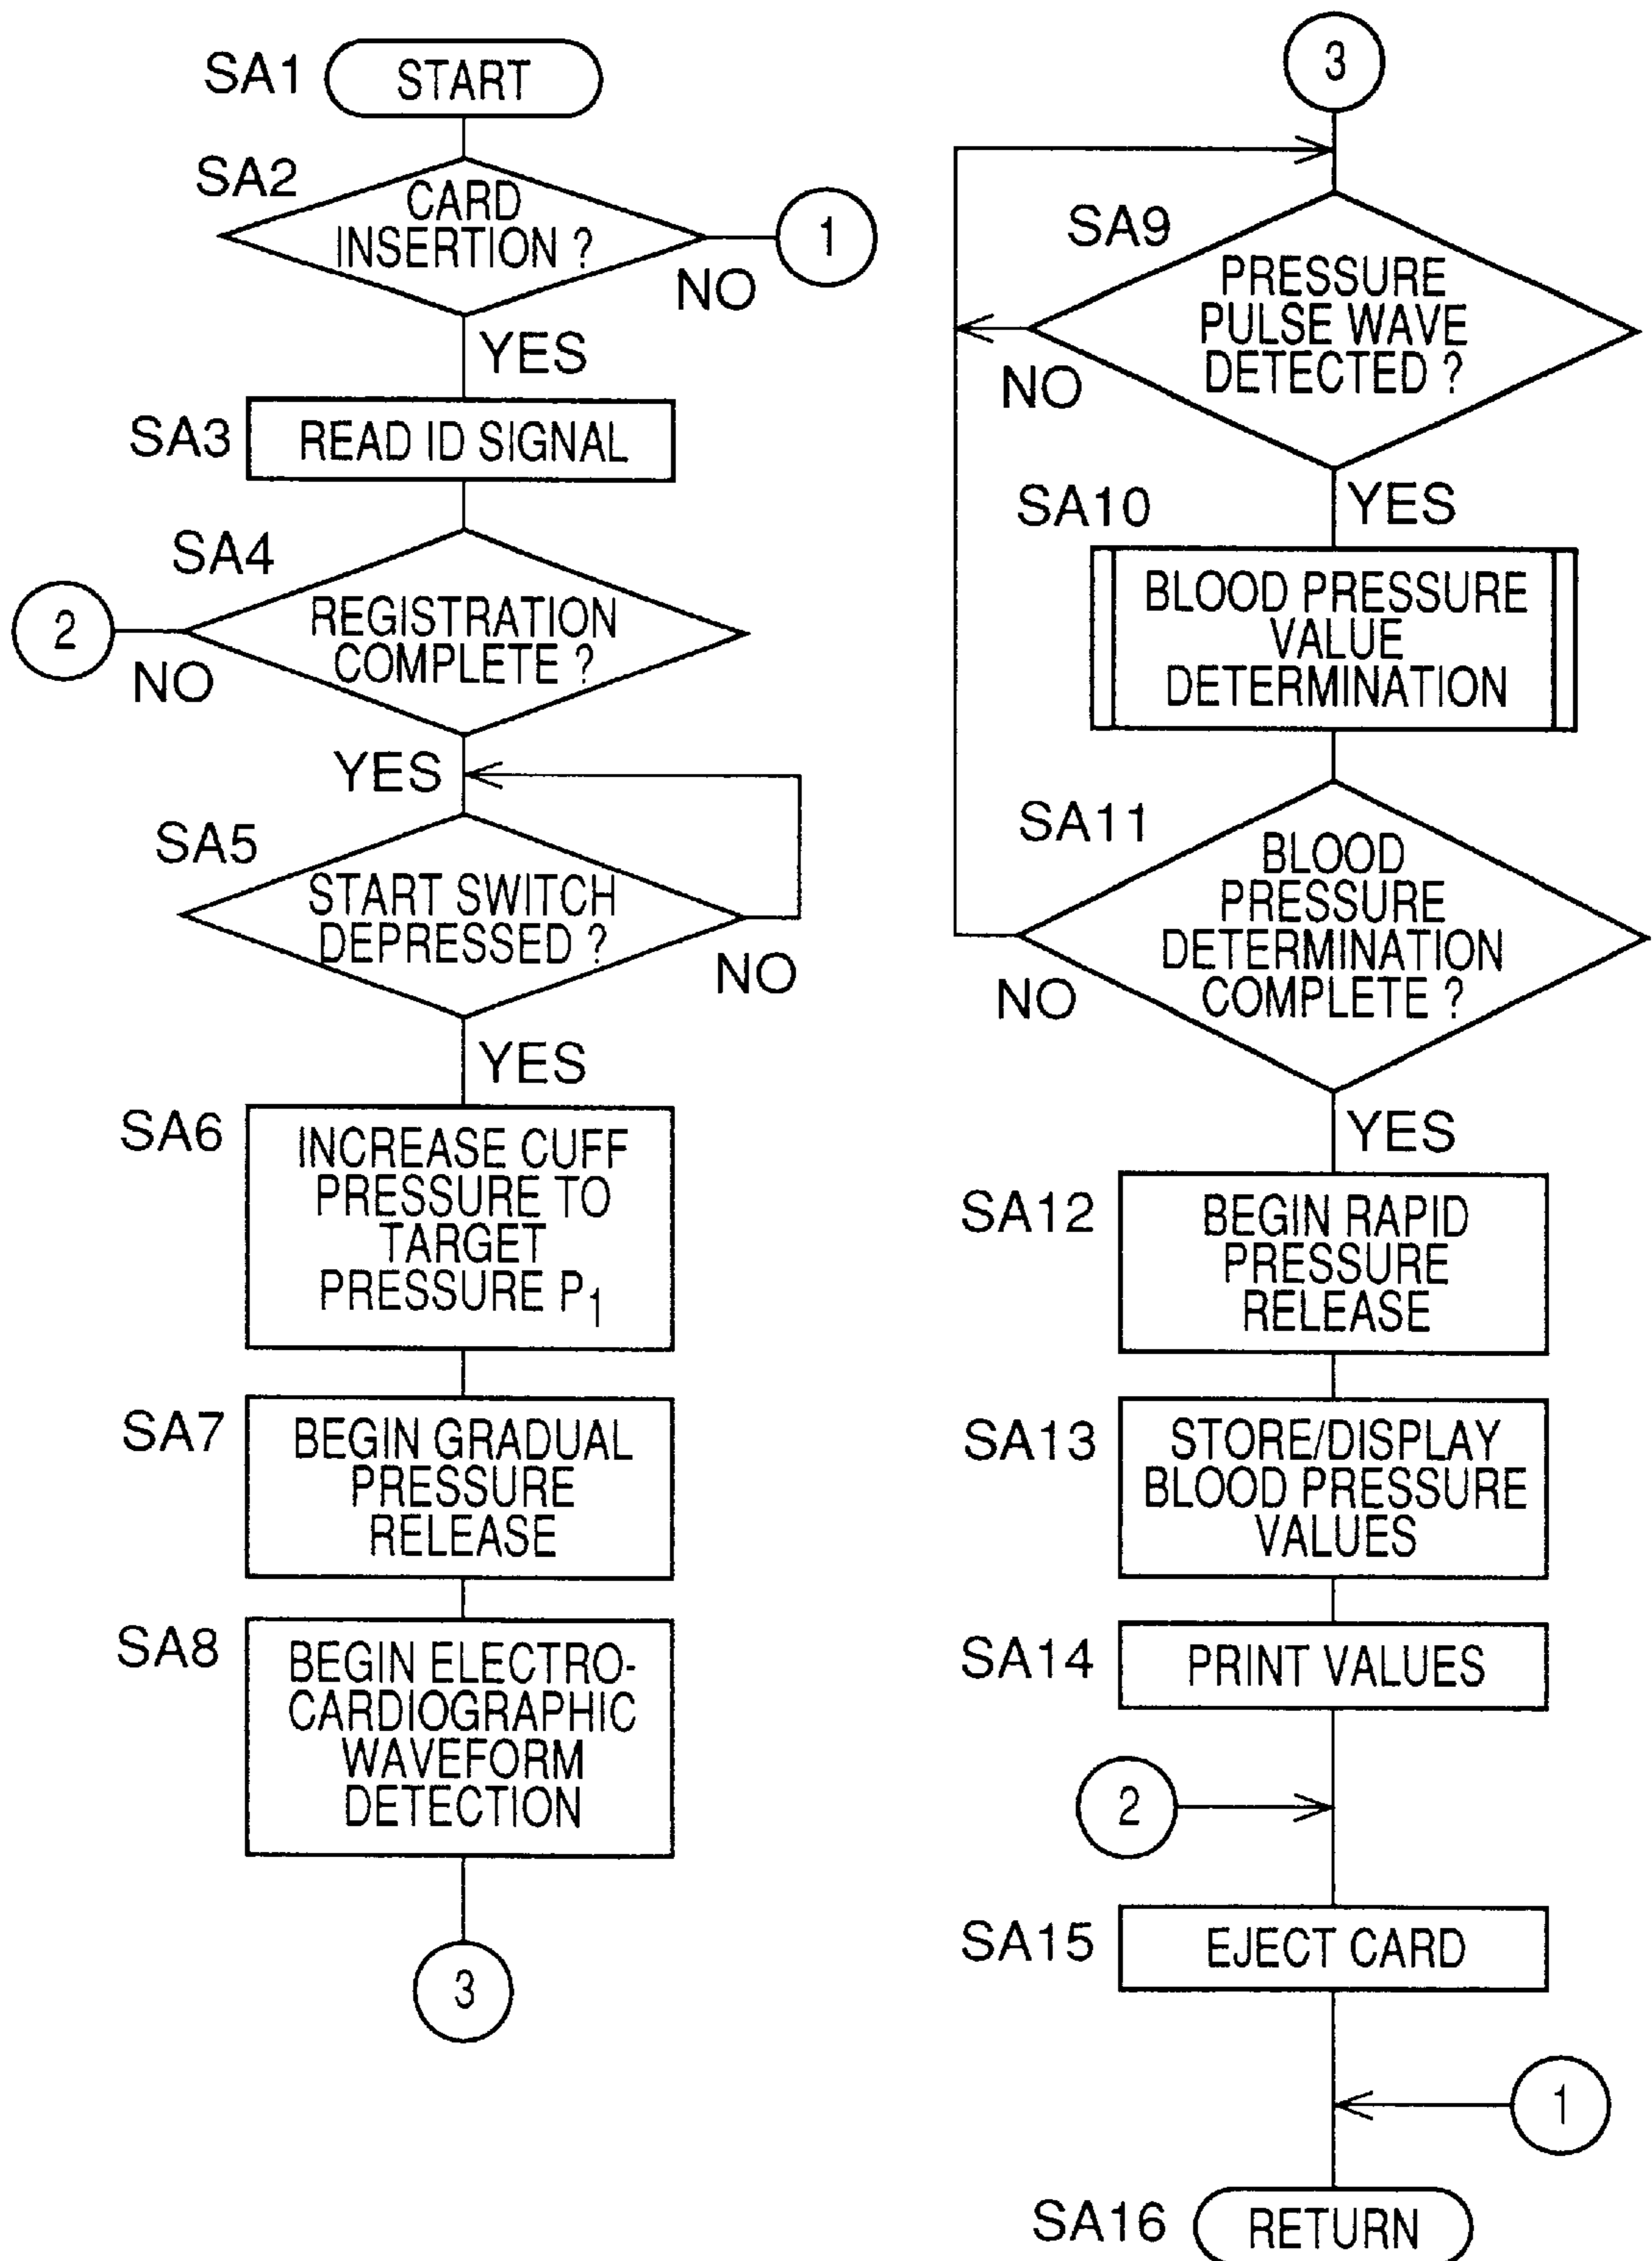 SA1
START
SA2
CARD
INSERTION ?
1
NO
YES
SA3
READ ID SIGNAL
SA4
REGISTRATION
COMPLETE ?
2
NO
YES
SA5
START SWITCH
DEPRESSED ?
NO
YES
SA6
INCREASE CUFF
PRESSURE TO
TARGET
PRESSURE P1
SA7
BEGIN GRADUAL
PRESSURE
RELEASE
SA8
BEGIN ELECTRO-
CARDIOGRAPHIC
WAVEFORM
DETECTION
3
3
SA9
PRESSURE
PULSE WAVE
DETECTED ?
NO
YES
SA10
BLOOD PRESSURE
VALUE
DETERMINATION
SA11
BLOOD
PRESSURE
DETERMINATION
COMPLETE ?
NO
YES
SA12
BEGIN RAPID
PRESSURE
RELEASE
SA13
STORE/DISPLAY
BLOOD PRESSURE
VALUES
SA14
PRINT VALUES
2
SA15
EJECT CARD
1
SA16
RETURN